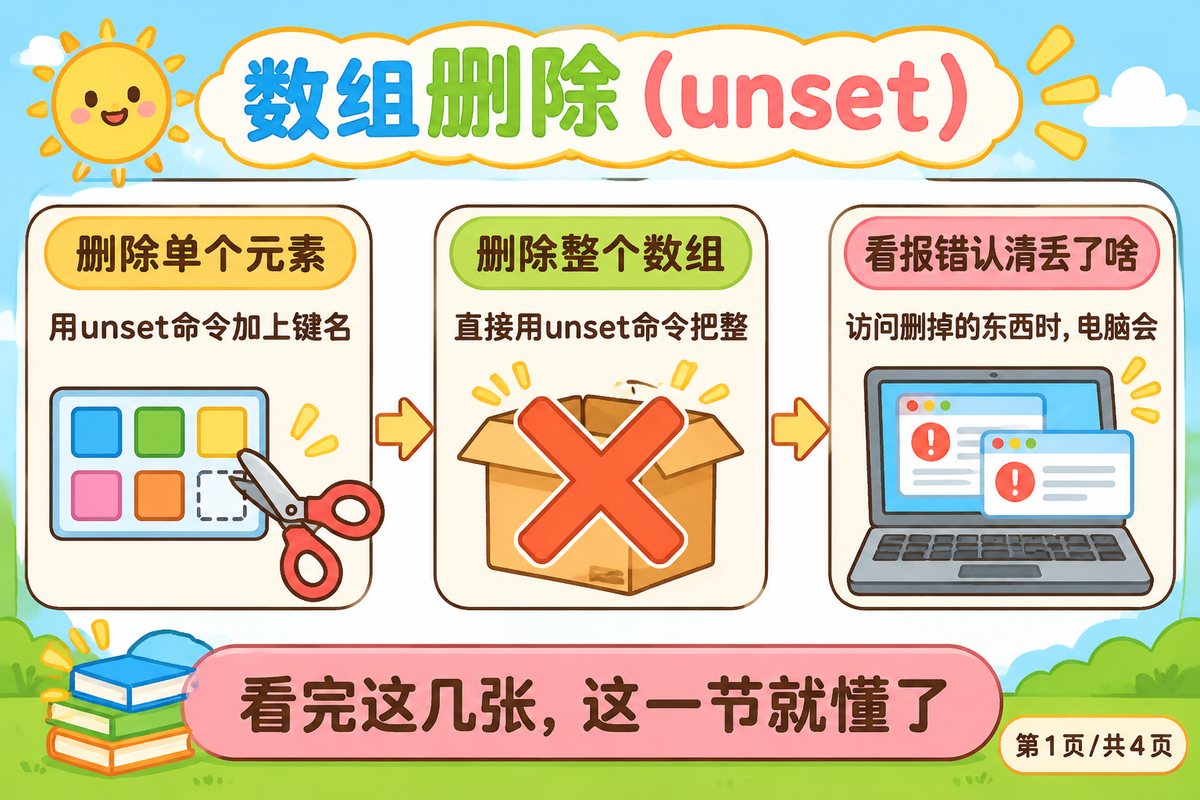 数组删除(unset)
删除单个元素
用unset命令加上键名
删除整个数组
直接用unset命令把整
看报错认清丢了啥
访问删掉的东西时,电脑会
看完这几张,这一节就懂了
第1页/共4页